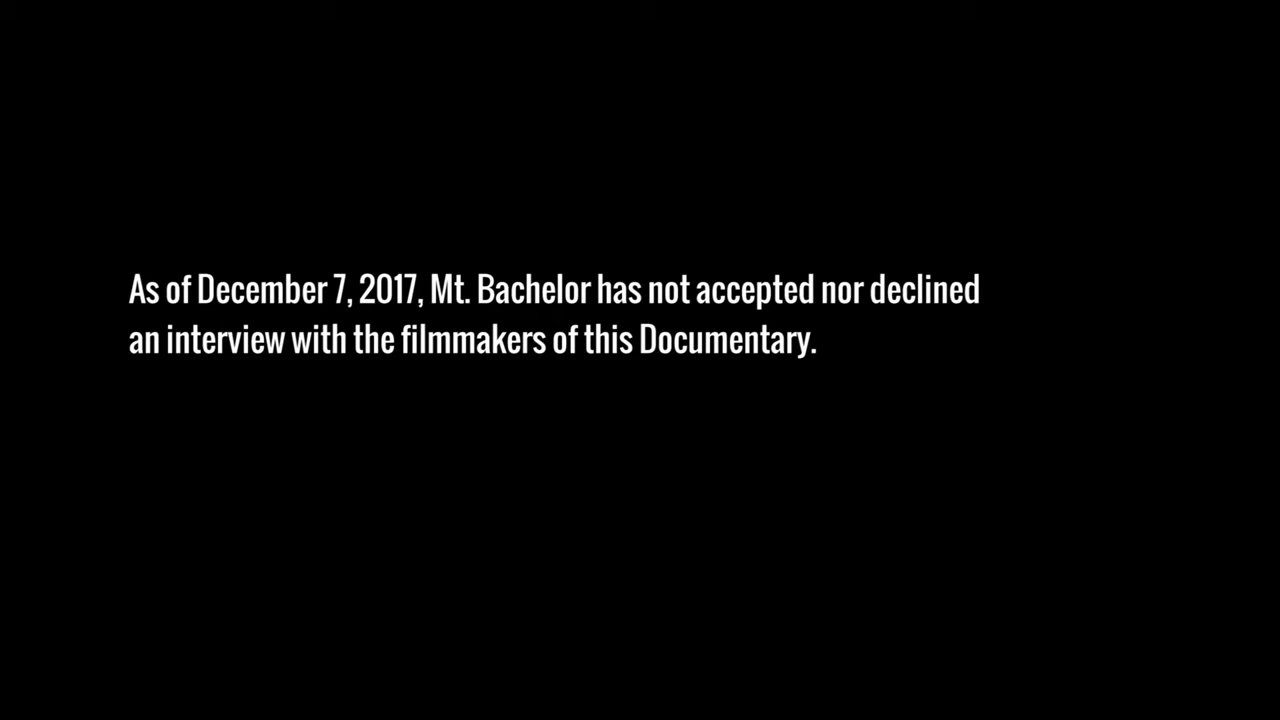 As of December 7, 2017, Mt. Bachelor has not accepted nor declined
an interview with the filmmakers of this Documentary.